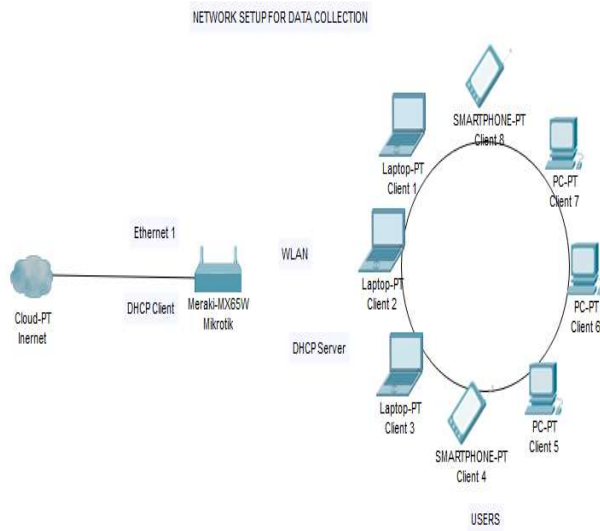 NETWORK SETUP FOR DATA COLLECTION
SMARTPHONE-PT
Client 8
Laptop-PT
Client 1
PC-PT
Client 7
Ethernet 1
WLAN
Laptop-PT
Client 2
DHCP Client
Meraki-MX65W
Mikrotik
Cloud-PT
Inernet
PC-PT
Client 6
DHCP Server
Laptop-PT
Client 3
PC-PT
Client 5
SMARTPHONE-PT
Client 4
USERS